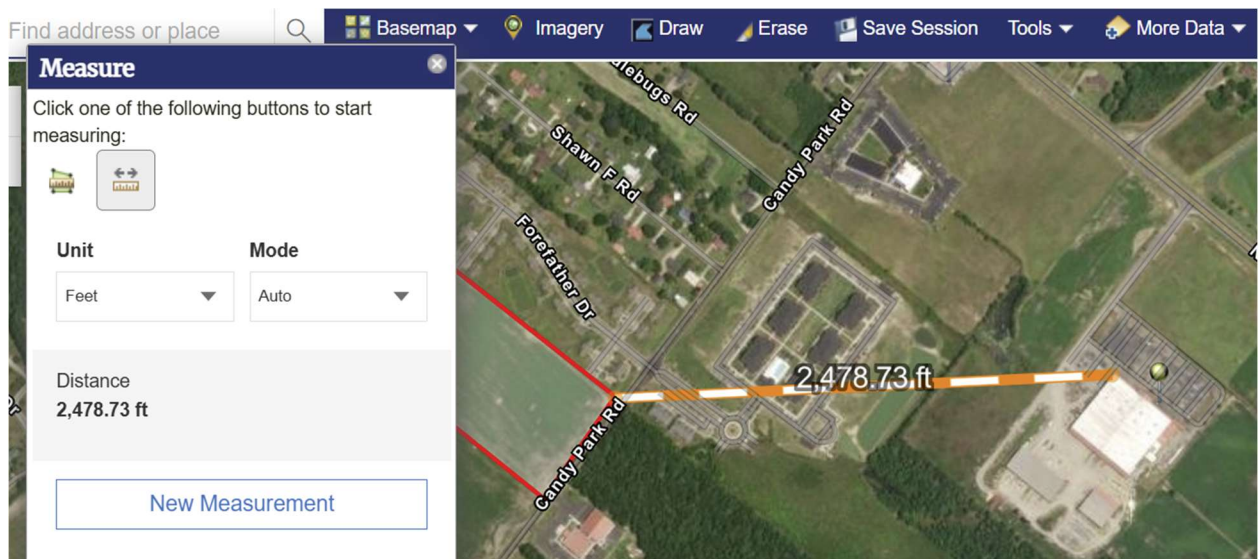 Find address or place
Basemap
Imagery
Draw
Erase
Save Session
Tools
More Data
Measure
Click one of the following buttons to start
measuring:
Unit
Mode
Feet
Auto
Distance
2,478.73 ft
New Measurement
Shawn F Rd
Candy Park Rd
Forefather Dr
2,478.73 ft
Candy Park Rd